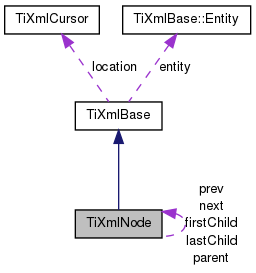 TiXmlCursor
TiXmlBase::Entity
location
entity
TiXmlBase
prev
next
firstChild
lastChild
parent
TiXmlNode